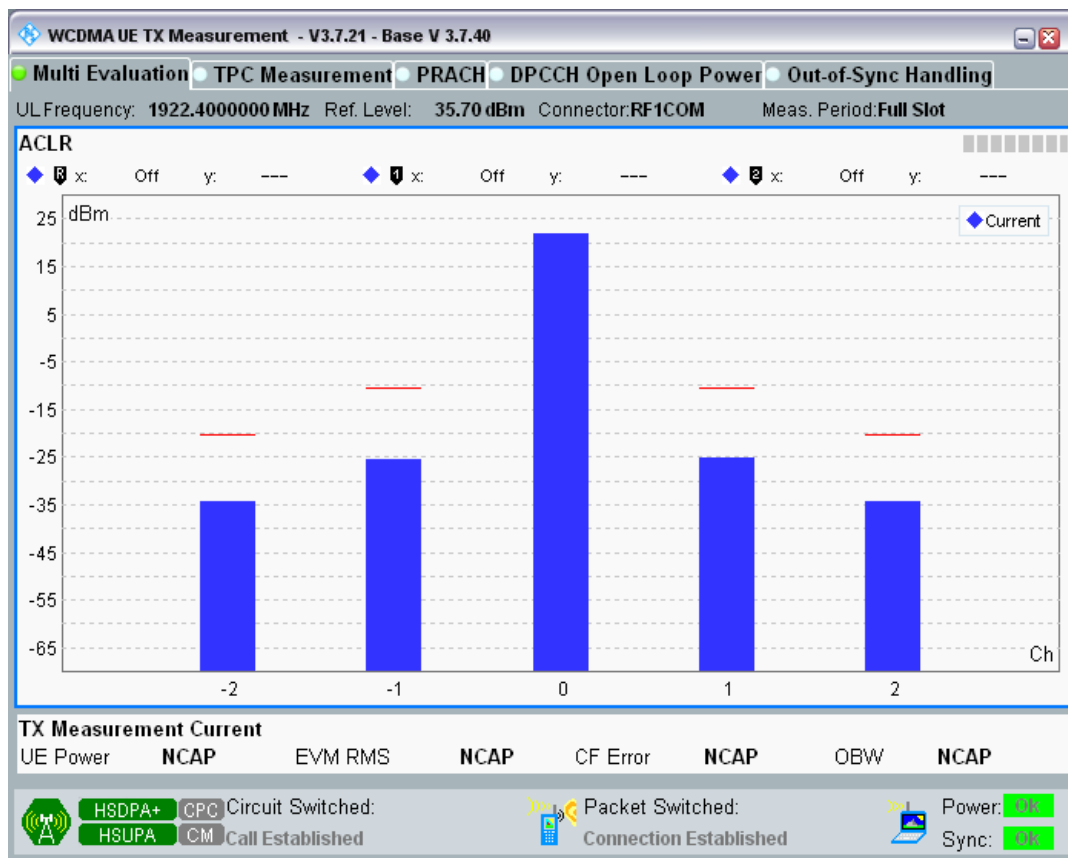 WCDMA UE TX Measurement - V3.7.21 - Base V 3.7.40
Multi Evaluation TPC Measurement PRACH DPCCH Open Loop Power Out-of-Sync Handling
UL Frequency: 1922.4000000 MHz Ref. Level: 35.70 dBm Connector:RF1COM Meas. Period:Full Slot
ACLR
R x: Off y: --- 1 x: Off y: --- 2 x: Off y: ---
dBm
Current
25
15
5
-5
-15
-25
-35
-45
-55
-65
Ch
-2 -1 0 1 2
TX Measurement Current
UE Power NCAP EVM RMS NCAP CF Error NCAP OBW NCAP
HSDPA+ CPC Circuit Switched: Packet Switched: Power: OK
HSUPA CM Call Established Connection Established Sync: OK